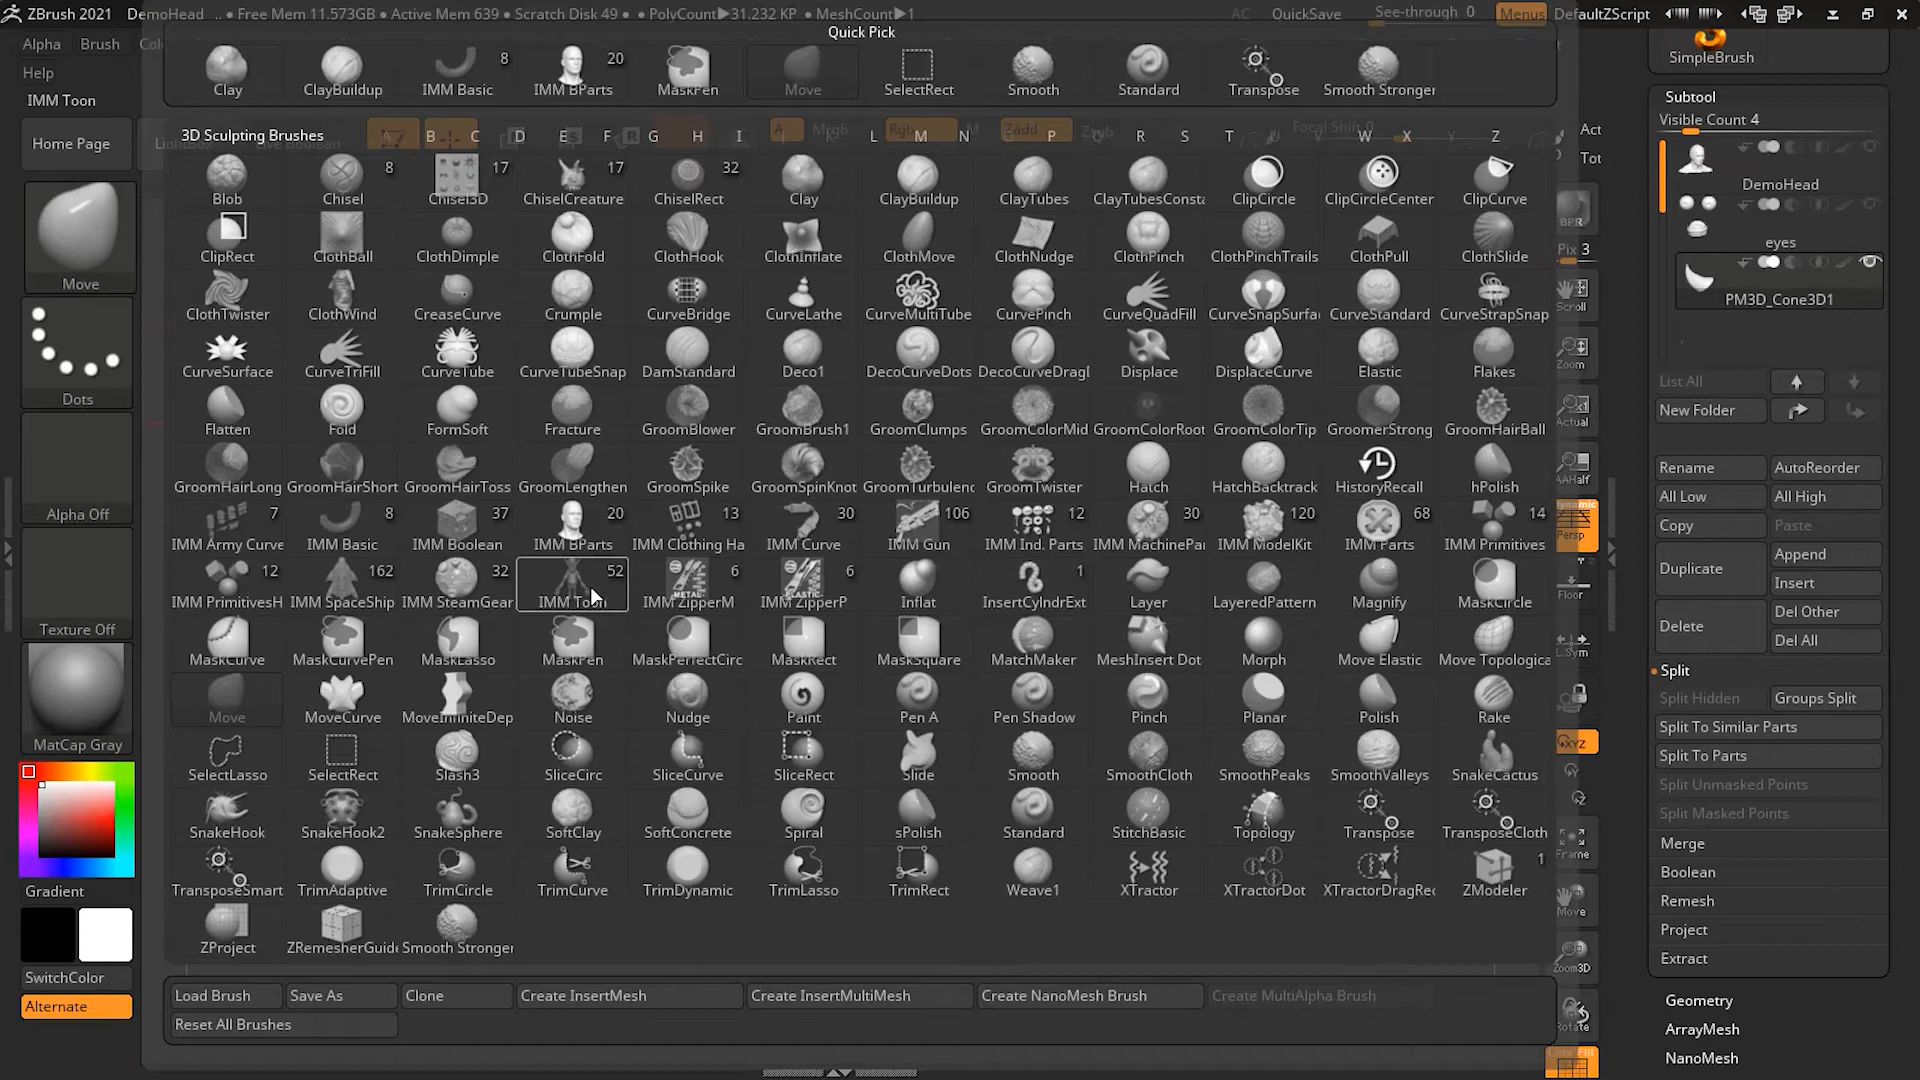 ZBrush 2021 DemoHead .. • Free Mem 11.573GB • Active Mem 639 • Scratch Disk 49 • • PolyCount▶31.232 KP • MeshCount▶1 AC QuickSave See-through 0 Menus DefaultZScript
Alpha Brush
Help
IMM Toon
Home Page
Move
Dots
Alpha Off
Texture Off
MatCap Gray
Gradient
SwitchColor
Alternate
Quick Pick
Clay ClayBuildup 8 IMM Basic 20 IMM BParts MaskPen Move SelectRect Smooth Standard Transpose Smooth Stronger
3D Sculpting Brushes A B C D E F G H I L M N P Q R S T U W X Y Z
Blob Chisel 8 Chisel3D 17 ChiselCreature 17 ChiselRect 32 Clay ClayBuildup ClayTubes ClayTubesConsta ClipCircle ClipCircleCenter ClipCurve
ClipRect ClothBall ClothDimple ClothFold ClothHook ClothInflate ClothMove ClothNudge ClothPinch ClothPinchTrails ClothPull ClothSlide
ClothTwister ClothWind CreaseCurve Crumple CurveBridge CurveLathe CurveMultiTube CurvePinch CurveQuadFill CurveSnapSurfa CurveStandard CurveStrapSnap
CurveSurface CurveTriFill CurveTube CurveTubeSnap DamStandard Deco1 DecoCurveDots DecoCurveDragD Displace DisplaceCurve Elastic Flakes
Flatten Fold FormSoft Fracture GroomBlower GroomBrush1 GroomClumps GroomColorMid GroomColorRoot GroomColorTip GroomerStrong GroomHairBall
GroomHairLong GroomHairShort GroomHairToss GroomLengthen GroomSpike GroomSpinKnot GroomTurbulenc GroomTwister Hatch HatchBacktrack HistoryRecall hPolish
IMM Army Curve 7 IMM Basic 8 IMM Boolean 37 IMM BParts 20 IMM Clothing Ha 13 IMM Curve 30 IMM Gun 106 IMM Ind. Parts 12 IMM MachinePar 30 IMM ModelKit 120 IMM Parts 68 IMM Primitives 14
IMM PrimitivesH 12 IMM SpaceShip 162 IMM SteamGear 32 IMM Toon 52 IMM ZipperM 6 IMM ZipperP 6 Inflat InsertCylndrExt 1 Layer LayeredPattern Magnify MaskCircle
MaskCurve MaskCurvePen MaskLasso MaskPen MaskPerfectCirc MaskRect MaskSquare MatchMaker MeshInsert Dot Morph Move Elastic Move Topologica
Move MoveCurve MoveInfiniteDep Noise Nudge Paint Pen A Pen Shadow Pinch Planar Polish Rake
SelectLasso SelectRect Slash3 SliceCirc SliceCurve SliceRect Slide Smooth SmoothCloth SmoothPeaks SmoothValleys SnakeCactus
SnakeHook SnakeHook2 SnakeSphere SoftClay SoftConcrete Spiral sPolish Standard StitchBasic Topology Transpose TransposeCloth
TransposeSmart TrimAdaptive TrimCircle TrimCurve TrimDynamic TrimLasso TrimRect Weave1 XTractor XTractorDot XTractorDragRec ZModeler 1
ZProject ZRemesherGuide Smooth Stronger
Load Brush Save As Clone Create InsertMesh Create InsertMultiMesh Create NanoMesh Brush Create MultiAlpha Brush
Reset All Brushes
Act
Tot
BPR
Pix 3
Scroll
Zoom
Actual
AAHalf
Dynamic
Persp
Floor
L.Sym
XYZ
Frame
Move
Zoom3D
Rotate
Line Fill
SimpleBrush
Subtool
Visible Count 4
DemoHead
eyes
PM3D_Cone3D1
List All
New Folder
Rename AutoReorder
All Low All High
Copy Paste
Duplicate Append
Insert
Delete Del Other
Del All
Split
Split Hidden Groups Split
Split To Similar Parts
Split To Parts
Split Unmasked Points
Split Masked Points
Merge
Boolean
Remesh
Project
Extract
Geometry
ArrayMesh
NanoMesh